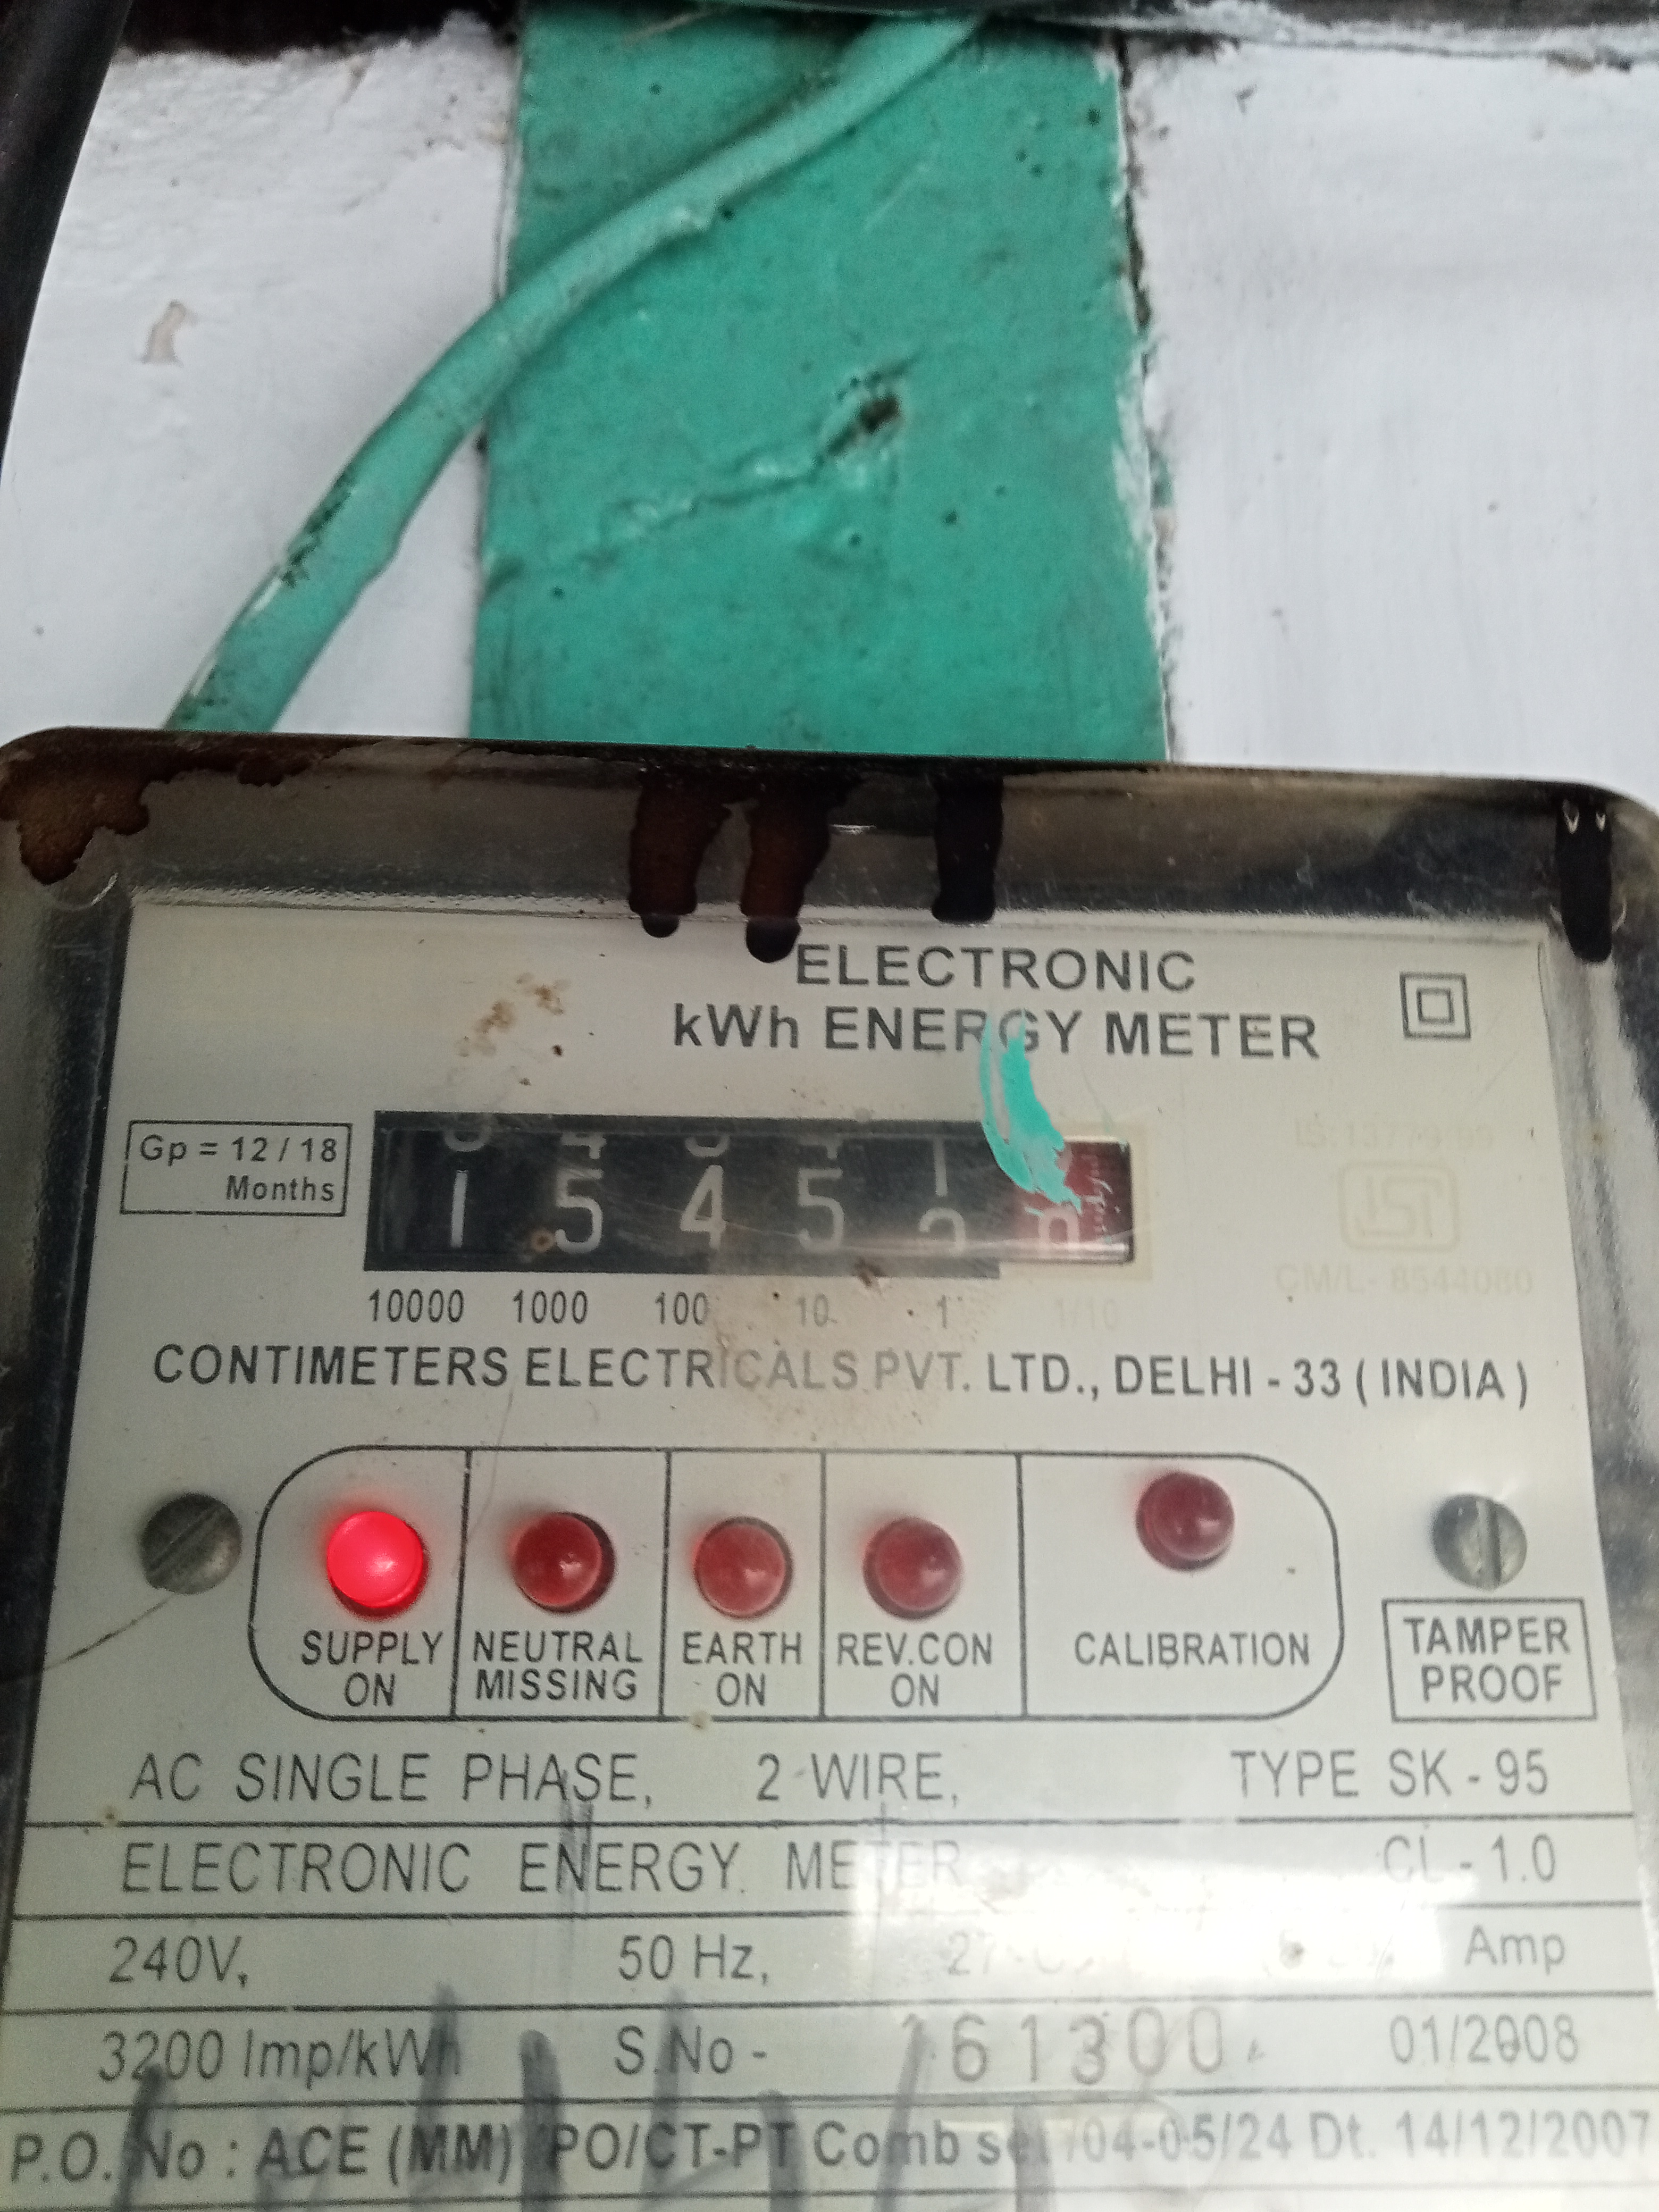 ELECTRONIC
kWh ENERGY METER
Gp = 12 / 18
Months
1 5 4 5
10000 1000 100 10 1 1/10
CM/L- 8544080
CONTIMETERS ELECTRICALS PVT. LTD., DELHI - 33 ( INDIA )
SUPPLY ON
NEUTRAL MISSING
EARTH ON
REV.CON ON
CALIBRATION
TAMPER PROOF
AC SINGLE PHASE, 2-WIRE, TYPE SK - 95
ELECTRONIC ENERGY METER CL - 1.0
240V, 50 Hz, Amp
3200 Imp/kWh S.No - 161300 01/2008
P.O. No : ACE (MM) PO/CT-PT Comb set /04-05/24 Dt. 14/12/2007